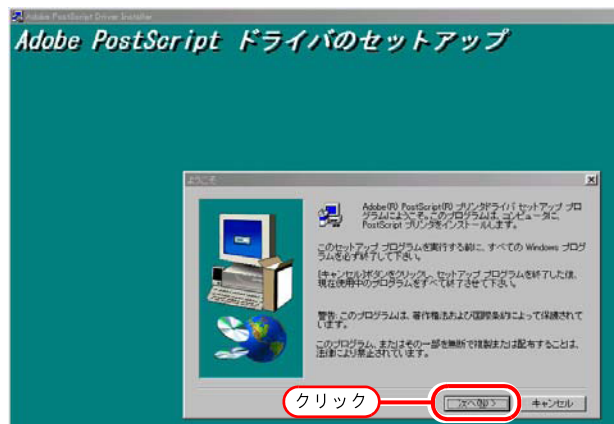 Adobe PostScript Driver Installer
Adobe PostScript ドライバのセットアップ
ようこそ
Adobe(R) PostScript(R) プリンタドライバ セットアップ プロ
グラムにようこそ。このプログラムは、コンピュータに、
PostScript プリンタをインストールします。
このセットアップ プログラムを実行する前に、すべての Windows プログ
ラムを必ず終了して下さい。
[キャンセル]ボタンをクリックし、セットアップ プログラムを終了した後、
現在使用中のプログラムをすべて終了させて下さい。
警告: このプログラムは、著作権法および国際条約によって保護されて
います。
このプログラム、またはその一部を無断で複製または配布することは、
法律により禁止されています。
クリック
次へ(N) >
キャンセル